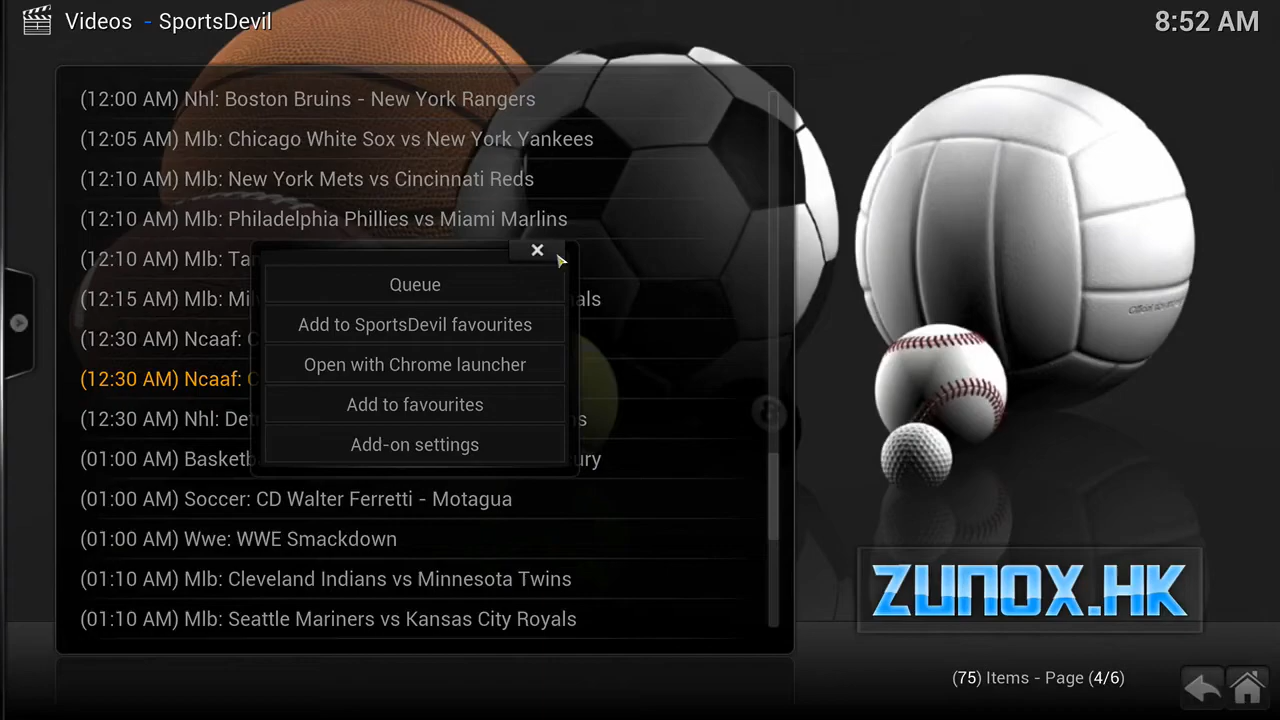 Videos - SportsDevil
8:52 AM
(12:00 AM) Nhl: Boston Bruins - New York Rangers
(12:05 AM) Mlb: Chicago White Sox vs New York Yankees
(12:10 AM) Mlb: New York Mets vs Cincinnati Reds
(12:10 AM) Mlb: Philadelphia Phillies vs Miami Marlins
(12:10 AM) Mlb:
(12:15 AM) Mlb:
(12:30 AM) Ncaaf:
(12:30 AM) Ncaaf:
(12:30 AM) Nhl:
(01:00 AM)
(01:00 AM) Soccer: CD Walter Ferretti - Motagua
(01:00 AM) Wwe: WWE Smackdown
(01:10 AM) Mlb: Cleveland Indians vs Minnesota Twins
(01:10 AM) Mlb: Seattle Mariners vs Kansas City Royals
Queue
Add to SportsDevil favourites
Open with Chrome launcher
Add to favourites
Add-on settings
ZUNOX.HK
(75) Items - Page (4/6)